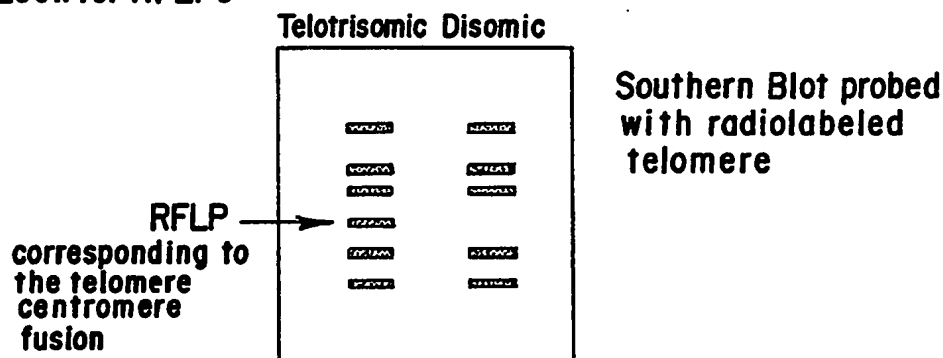 Telotrisomic Disomic
Southern Blot probed
with radiolabeled
telomere
RFLP
corresponding to
the telomere
centromere
fusion